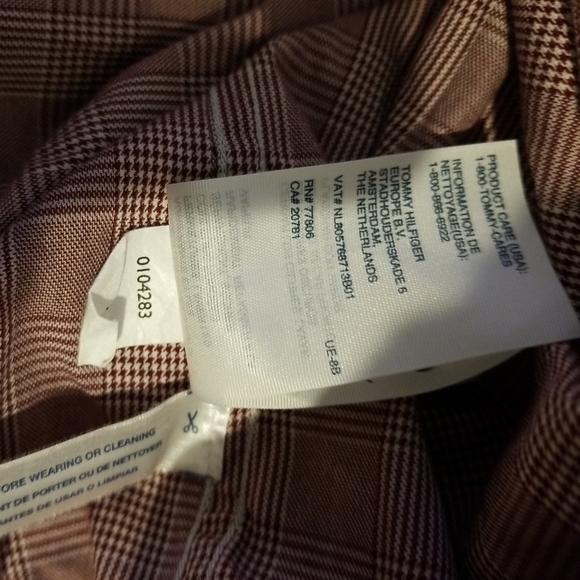 PRODUCT CARE (USA):
1-800-TOMMY-CARES
INFORMATION DE
NETTOYAGE(USA):
1-800-866-6922
TOMMY HILFIGER
EUROPE B.V.
STADHOUDERSKADE 6
AMSTERDAM,
THE NETHERLANDS
VAT# NL805768713B01
UE-8B
RN# 77806
CA# 20781
0104283
ORE WEARING OR CLEANING
NT DE PORTER OU DE NETTOYER
ANTES DE USAR O LIMPIAR